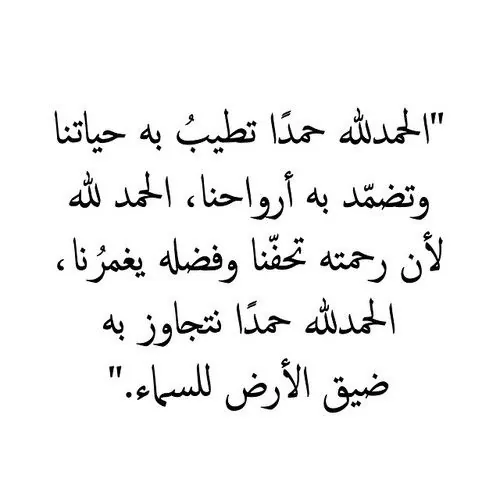 "الحمدلله حمدًا تطيبُ به حياتنا
وتضمّد به أرواحنا، الحمد لله
لأن رحمته تحفّنا وفضله يغمرُنا،
الحمدلله حمدًا نتجاوز به
ضيق الأرض للسماء."